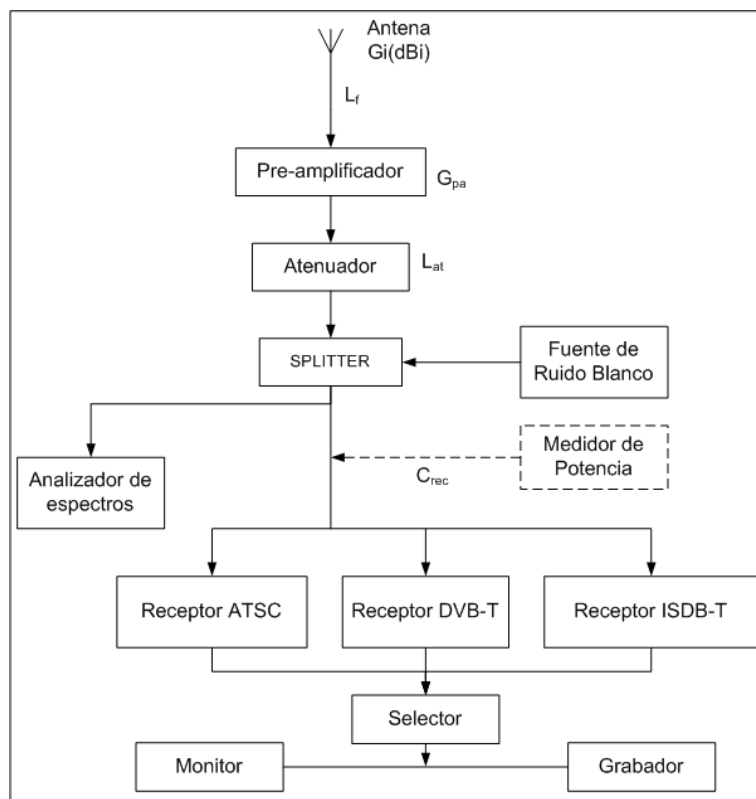 Antena
Gi(dBi)
Lf
Pre-amplificador
Gpa
Atenuador
Lat
SPLITTER
Fuente de
Ruido Blanco
Medidor de
Potencia
Crec
Analizador de
espectros
Receptor ATSC
Receptor DVB-T
Receptor ISDB-T
Selector
Monitor
Grabador